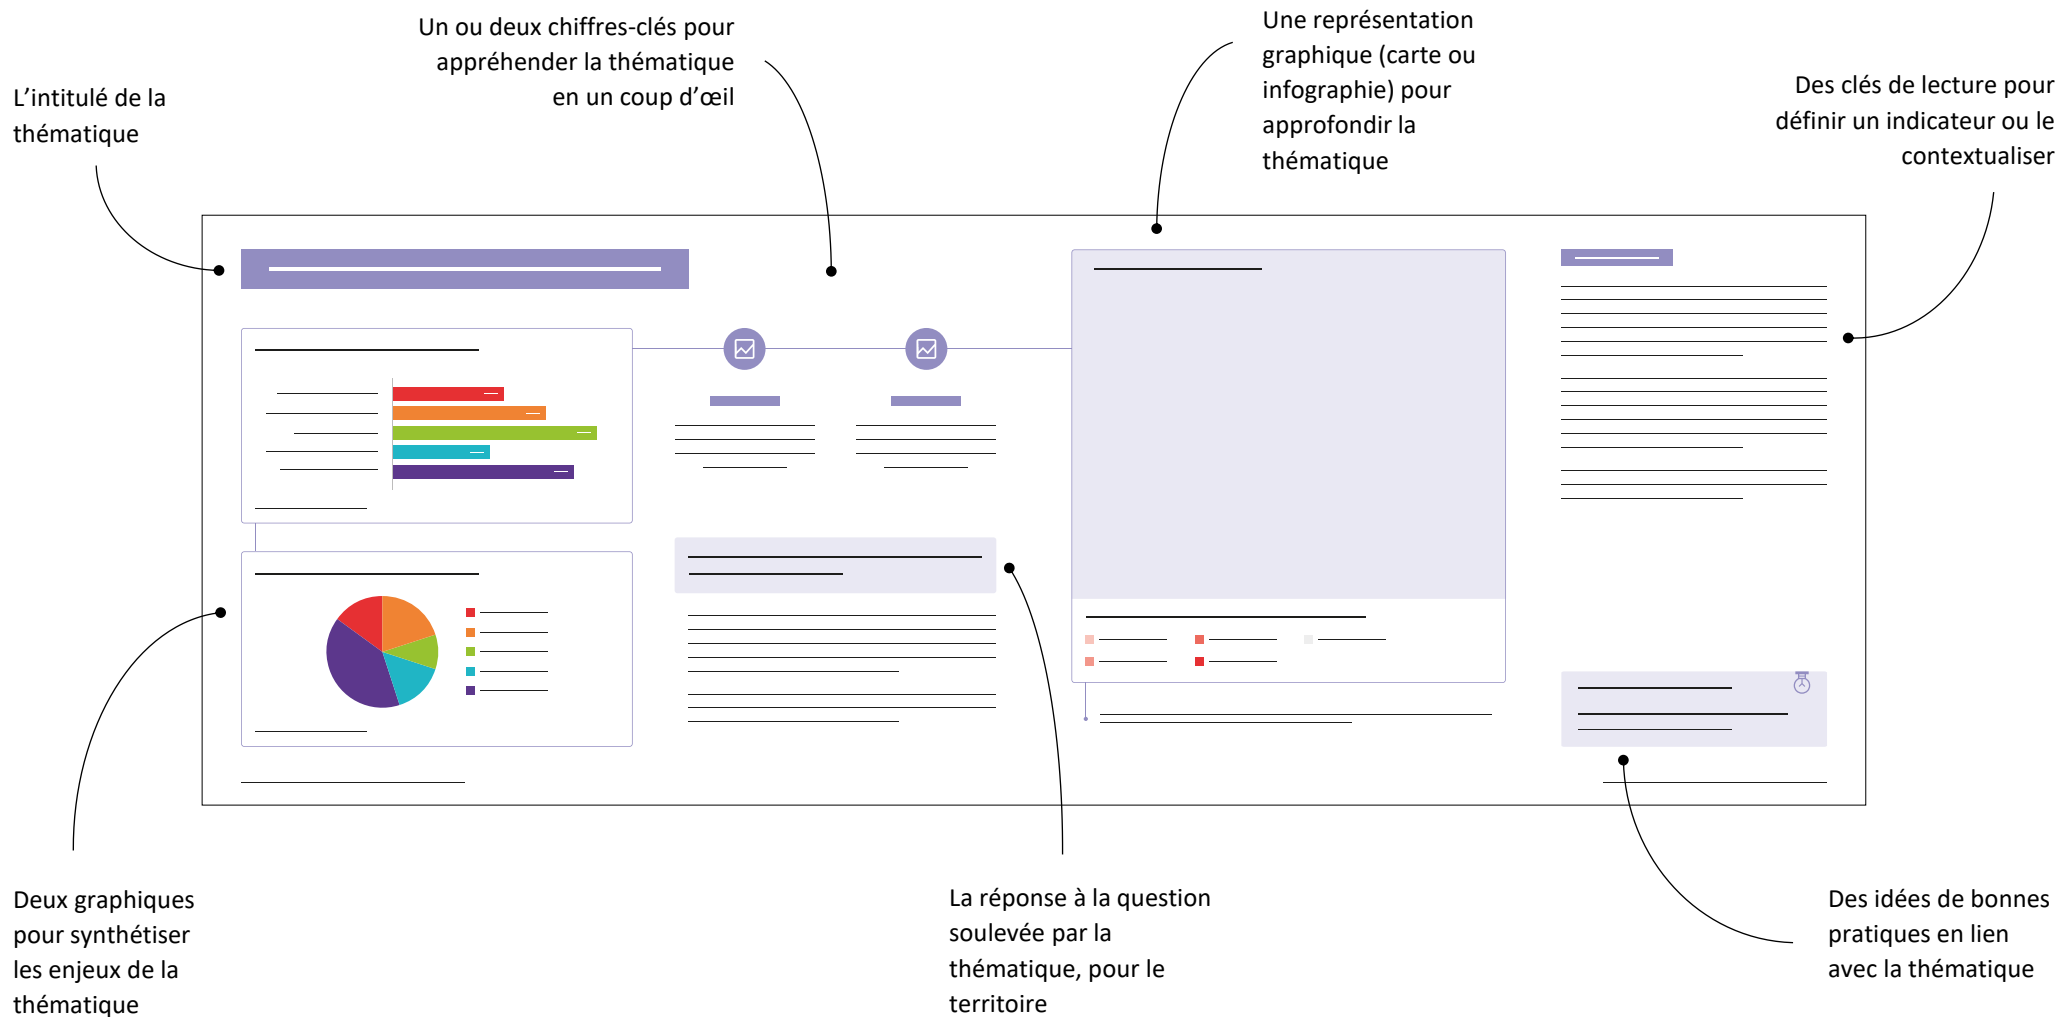 L’intitulé de la
thématique
Un ou deux chiffres-clés pour
appréhender la thématique
en un coup d’œil
Une représentation
graphique (carte ou
infographie) pour
approfondir la
thématique
Des clés de lecture pour
définir un indicateur ou le
contextualiser
Deux graphiques
pour synthétiser
les enjeux de la
thématique
La réponse à la question
soulevée par la
thématique, pour le
territoire
Des idées de bonnes
pratiques en lien
avec la thématique